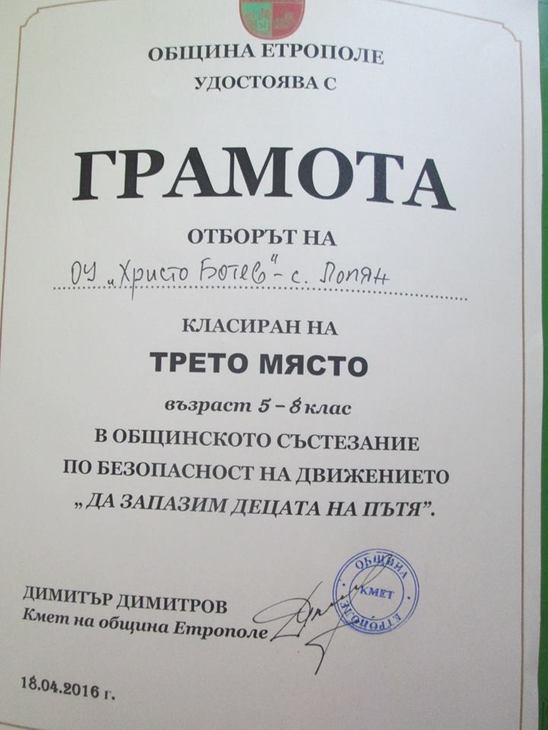 ОБЩИНА ЕТРОПОЛЕ
УДОСТОЯВА С
ГРАМОТА
ОТБОРЪТ НА
ОУ „Христо Ботев" - с. Лопян
КЛАСИРАН НА
ТРЕТО МЯСТО
възраст 5 – 8 клас
В ОБЩИНСКОТО СЪСТЕЗАНИЕ
ПО БЕЗОПАСНОСТ НА ДВИЖЕНИЕТО
„ДА ЗАПАЗИМ ДЕЦАТА НА ПЪТЯ”.
ОБЩИНА
КМЕТ
ЕТРОПОЛЕ
ДИМИТЪР ДИМИТРОВ
Кмет на община Етрополе
18.04.2016 г.